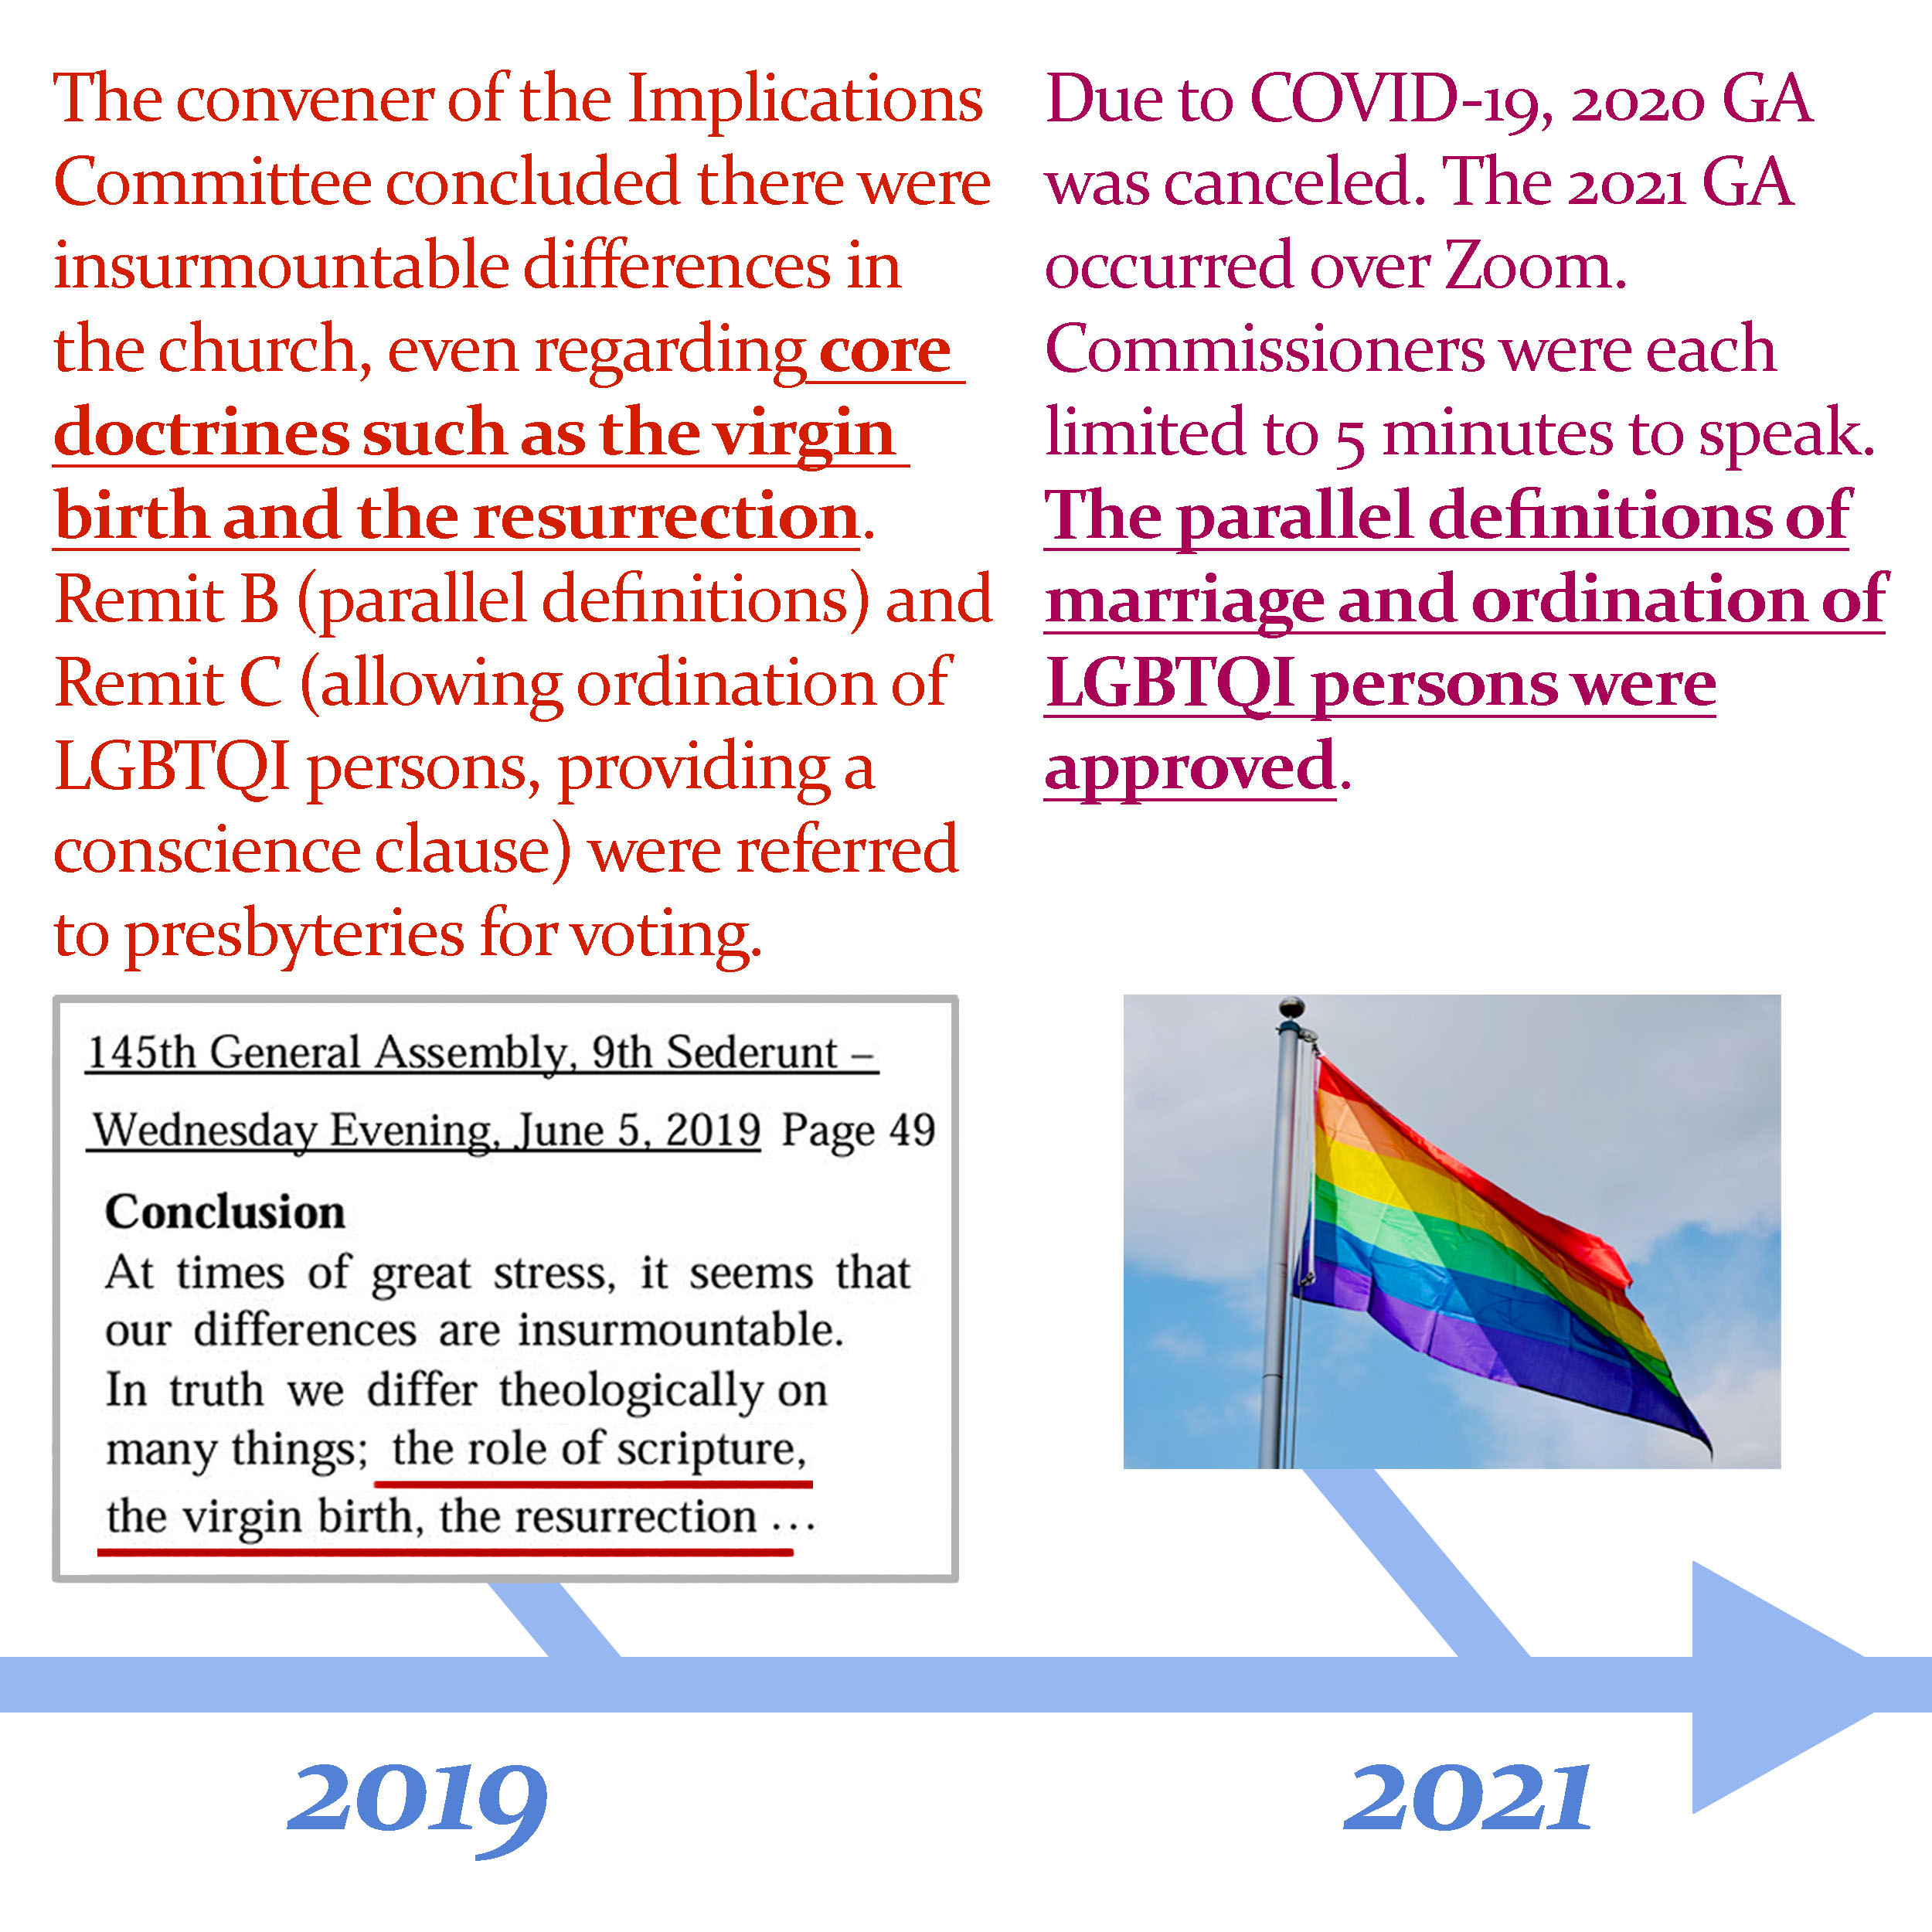 The convener of the Implications
Committee concluded there were
insurmountable differences in
the church, even regarding core
doctrines such as the virgin
birth and the resurrection.
Remit B (parallel definitions) and
Remit C (allowing ordination of
LGBTQI persons, providing a
conscience clause) were referred
to presbyteries for voting.
145th General Assembly, 9th Sederunt –
Wednesday Evening, June 5, 2019 Page 49
Conclusion
At times of great stress, it seems that
our differences are insurmountable.
In truth we differ theologically on
many things; the role of scripture,
the virgin birth, the resurrection ...
2019
Due to COVID-19, 2020 GA
was canceled. The 2021 GA
occurred over Zoom.
Commissioners were each
limited to 5 minutes to speak.
The parallel definitions of
marriage and ordination of
LGBTQI persons were
approved.
2021